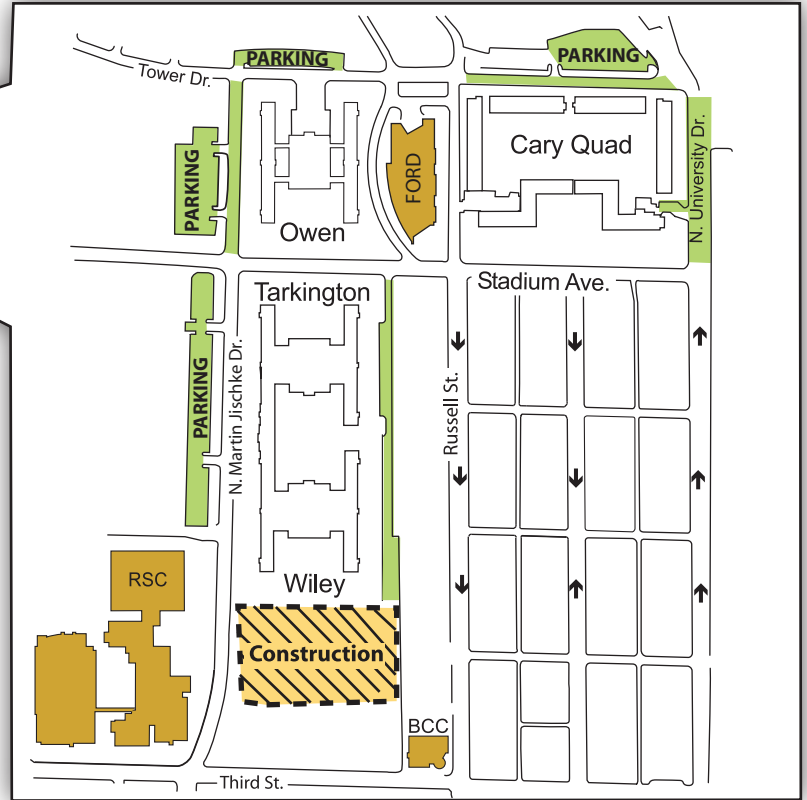 PARKING
PARKING
Tower Dr.
Cary Quad
N. University Dr.
FORD
PARKING
Owen
Stadium Ave.
Tarkington
N. Martin Jischke Dr.
PARKING
Russell St.
RSC
Wiley
Construction
BCC
Third St.